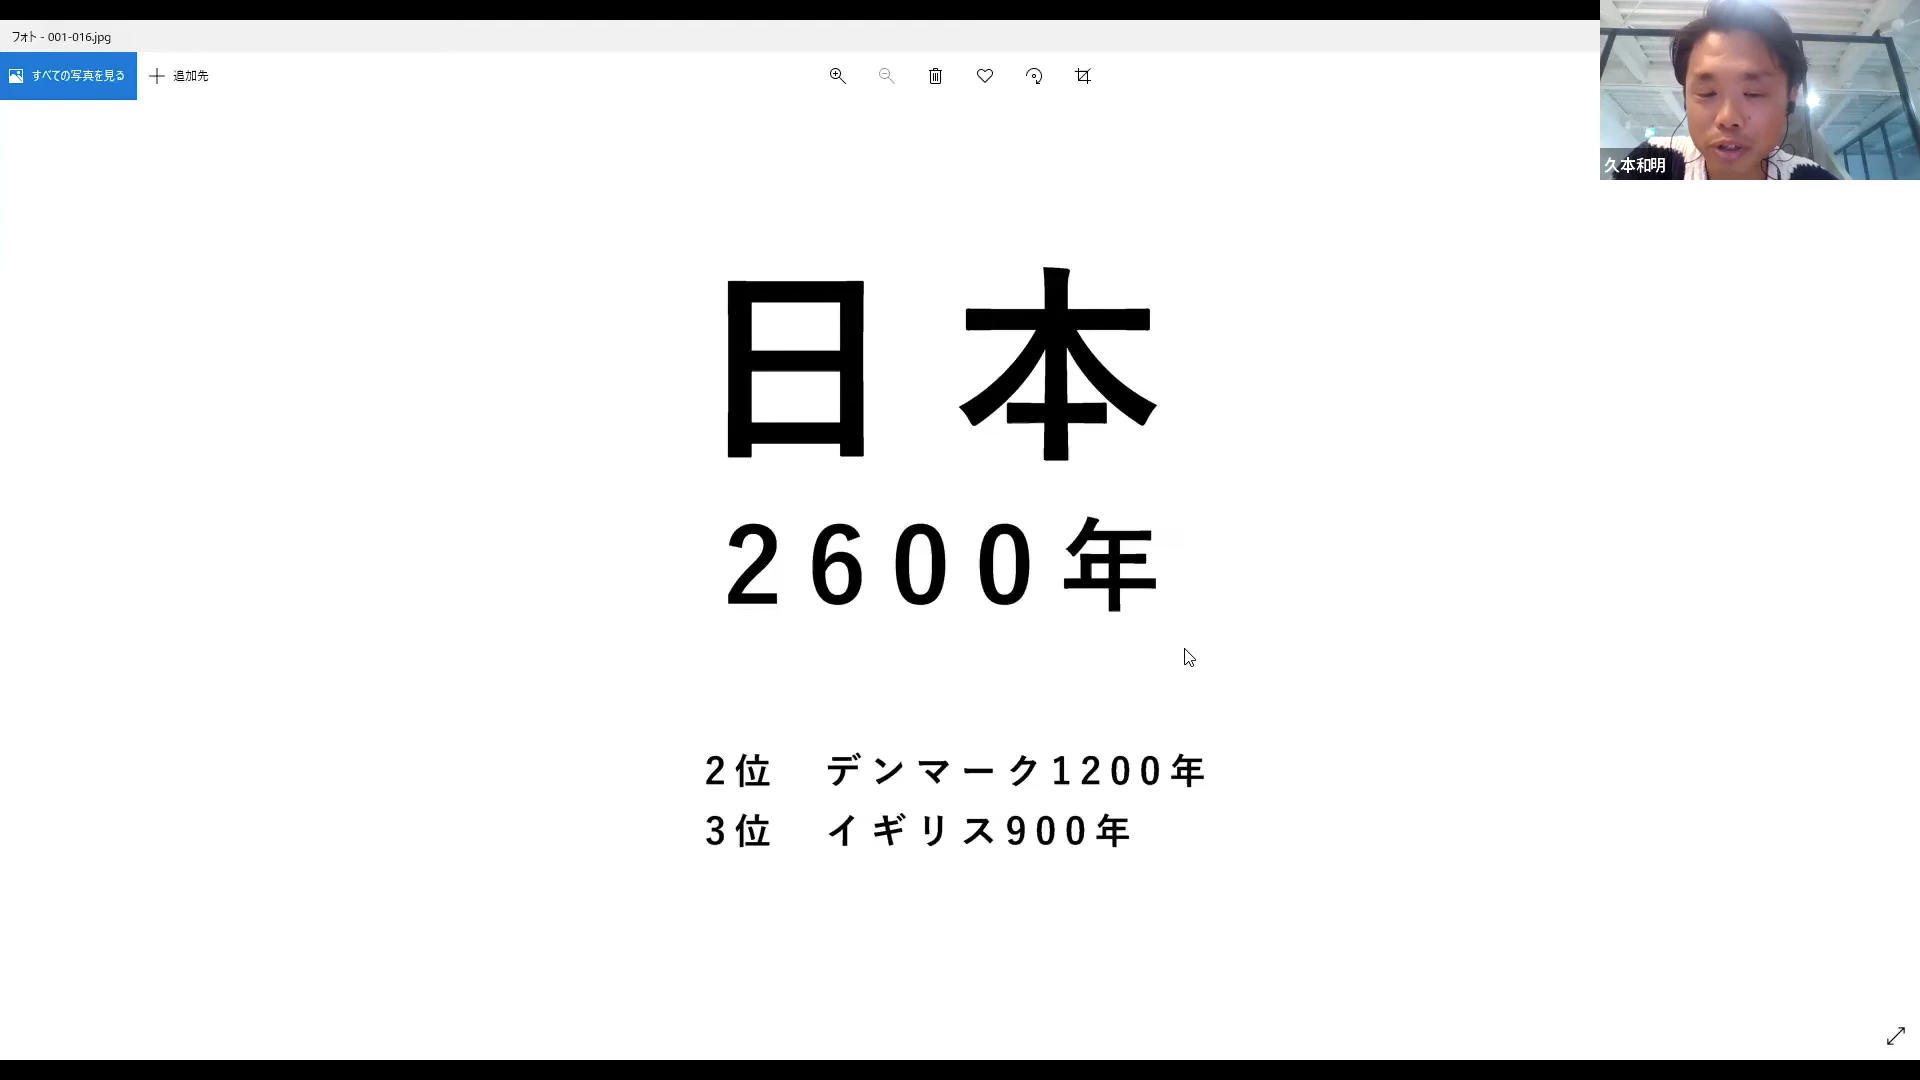 フォト - 001-016.jpg
すべての写真を見る
追加先
久本和明
日本
2600年
2位　デンマーク1200年
3位　イギリス900年